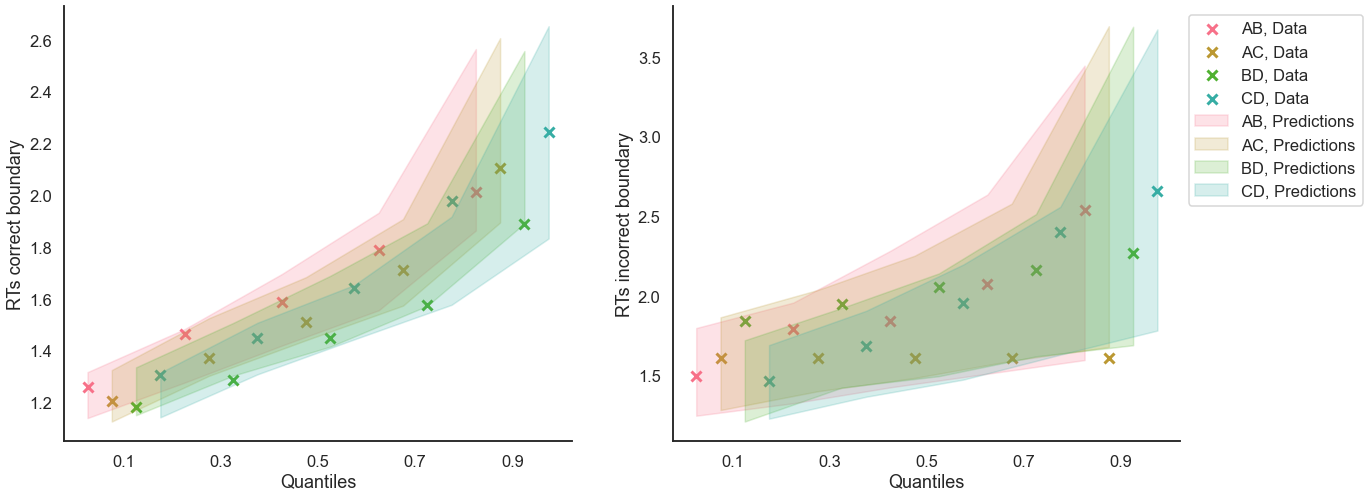 RTs correct boundary
2.6
2.4
2.2
2.0
1.8
1.6
1.4
1.2
0.1 0.3 0.5 0.7 0.9
Quantiles
RTs incorrect boundary
3.5
3.0
2.5
2.0
1.5
0.1 0.3 0.5 0.7 0.9
Quantiles
AB, Data
AC, Data
BD, Data
CD, Data
AB, Predictions
AC, Predictions
BD, Predictions
CD, Predictions